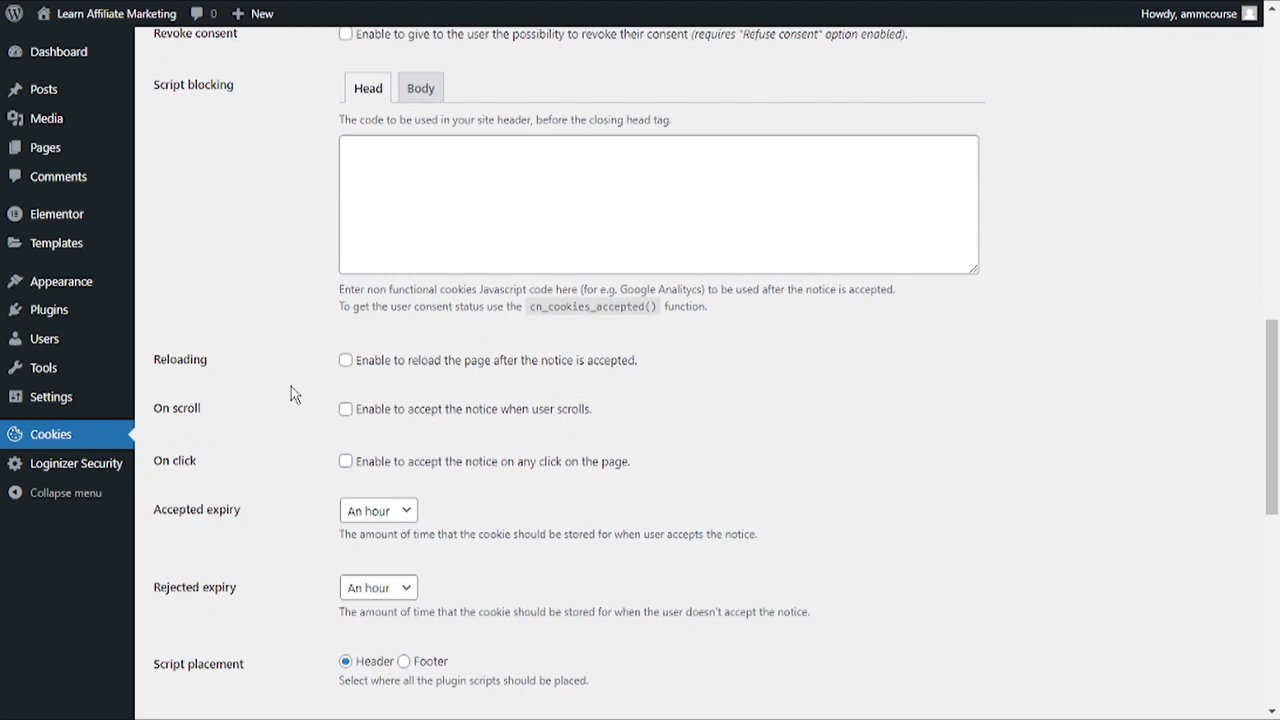 Learn Affiliate Marketing 0 New Howdy, ammcourse
Dashboard
Posts
Media
Pages
Comments
Elementor
Templates
Appearance
Plugins
Users
Tools
Settings
Cookies
Loginizer Security
Collapse menu
Revoke consent
Enable to give to the user the possibility to revoke their consent (requires "Refuse consent" option enabled).
Script blocking
Head Body
The code to be used in your site header, before the closing head tag.
Enter non functional cookies Javascript code here (for e.g. Google Analitycs) to be used after the notice is accepted.
To get the user consent status use the cn_cookies_accepted() function.
Reloading
Enable to reload the page after the notice is accepted.
On scroll
Enable to accept the notice when user scrolls.
On click
Enable to accept the notice on any click on the page.
Accepted expiry
An hour
The amount of time that the cookie should be stored for when user accepts the notice.
Rejected expiry
An hour
The amount of time that the cookie should be stored for when the user doesn't accept the notice.
Script placement
Header Footer
Select where all the plugin scripts should be placed.